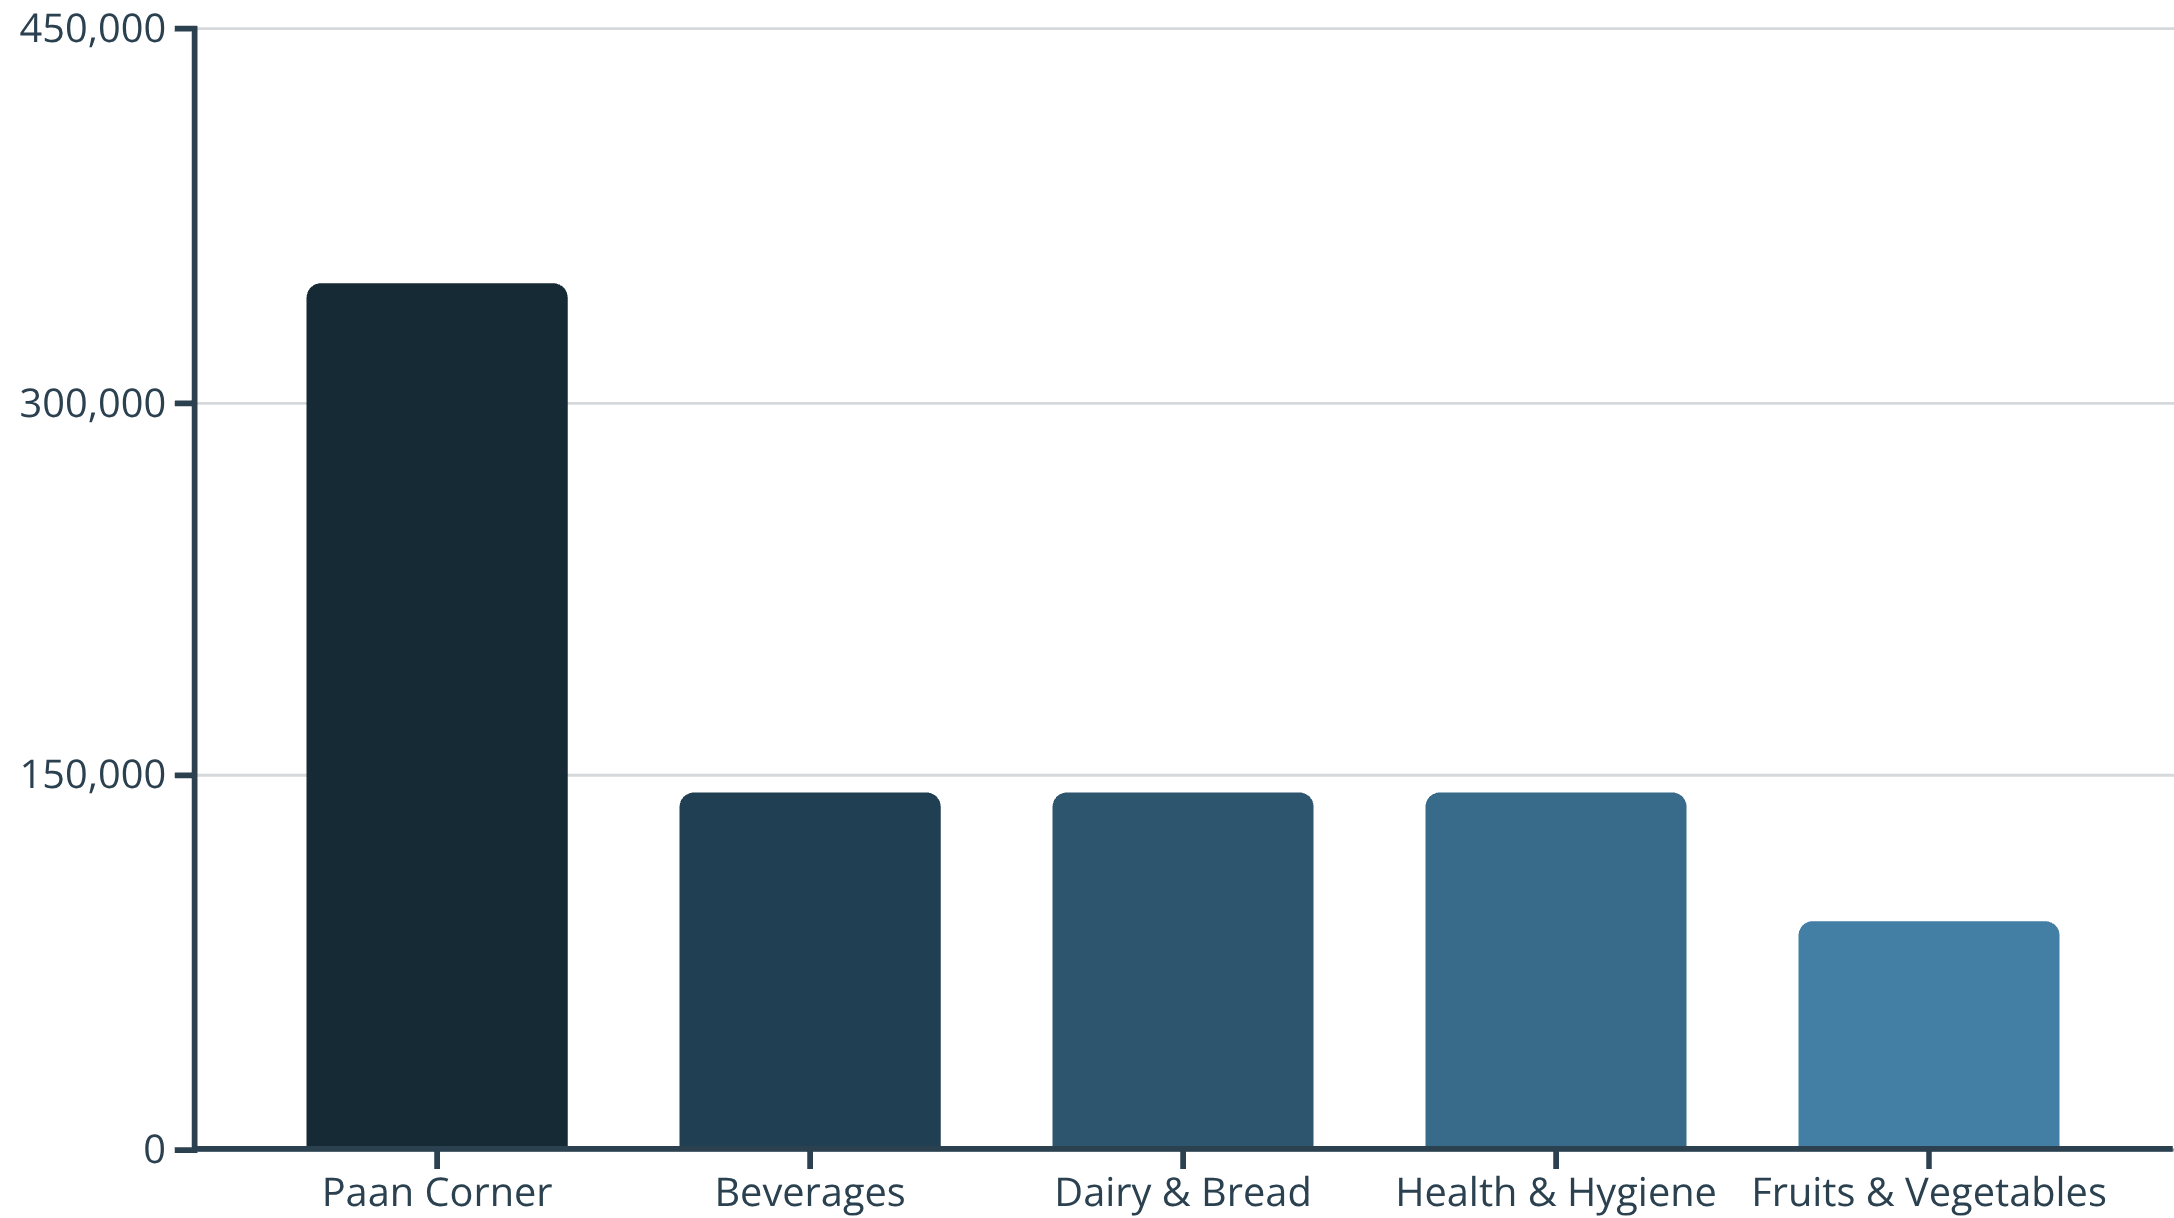 450,000
300,000
150,000
0
Paan Corner
Beverages
Dairy & Bread
Health & Hygiene
Fruits & Vegetables